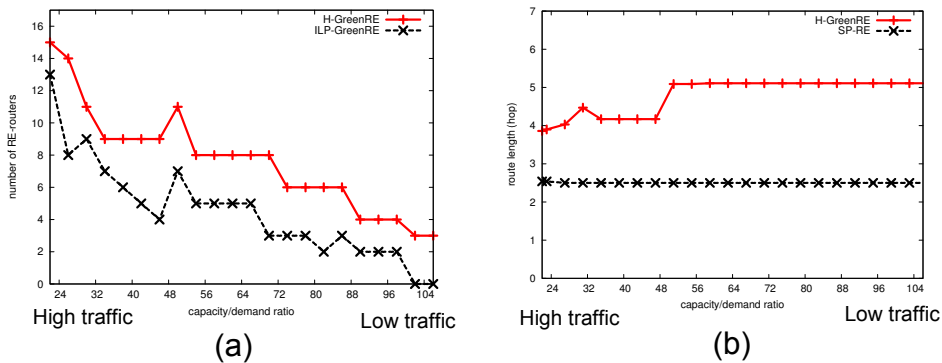 H-GreenRE
ILP-GreenRE
number of RE-routers
16
14
12
10
8
6
4
2
0
24 32 40 48 56 64 72 80 88 96 104
capacity/demand ratio
High traffic
Low traffic
(a)
H-GreenRE
SP-RE
route length (hop)
7
6
5
4
3
2
1
0
24 32 40 48 56 64 72 80 88 96 104
capacity/demand ratio
High traffic
Low traffic
(b)